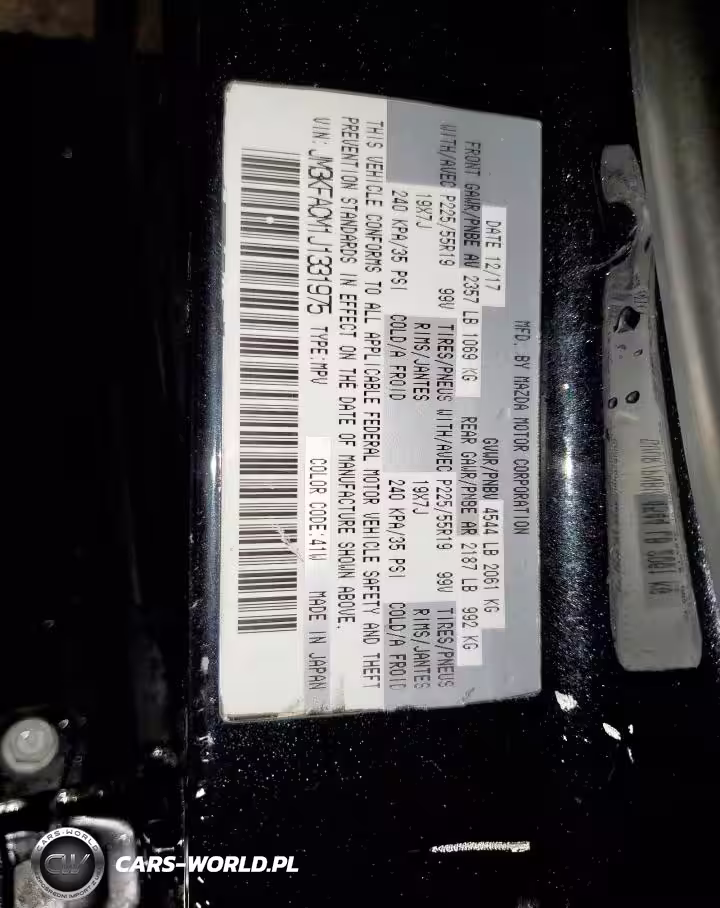 MFD. BY MAZDA MOTOR CORPORATION
DATE 12/17 GVWR/PNBV 4544 LB 2061 KG
FRONT GAWR/PNBE AV 2357 LB 1069 KG REAR GAWR/PNBE AR 2187 LB 992 KG
WITH/AVEC P225/55R19 99V TIRES/PNEUS WITH/AVEC P225/55R19 99V TIRES/PNEUS
19X7J RIMS/JANTES 19X7J RIMS/JANTES
240 KPA/35 PSI COLD/A FROID 240 KPA/35 PSI COLD/A FROID
THIS VEHICLE CONFORMS TO ALL APPLICABLE FEDERAL MOTOR VEHICLE SAFETY AND THEFT
PREVENTION STANDARDS IN EFFECT ON THE DATE OF MANUFACTURE SHOWN ABOVE.
VIN: JM3KFACM1J1331975 TYPE:MPV COLOR CODE:41W MADE IN JAPAN
CARS-WORLD
CW
CARS-WORLD.PL